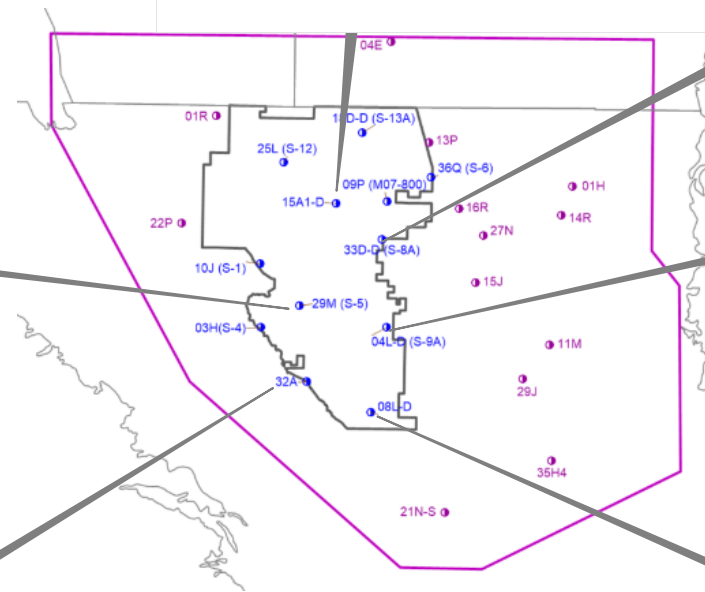 04E
01R
13D-D (S-13A)
13P
25L (S-12)
36Q (S-6)
09P (M07-800)
01H
15A1-D
16R
14R
22P
27N
33D-D (S-8A)
10J (S-1)
15J
29M (S-5)
03H(S-4)
04L-D (S-9A)
11M
32A
29J
08L-D
35H4
21N-S